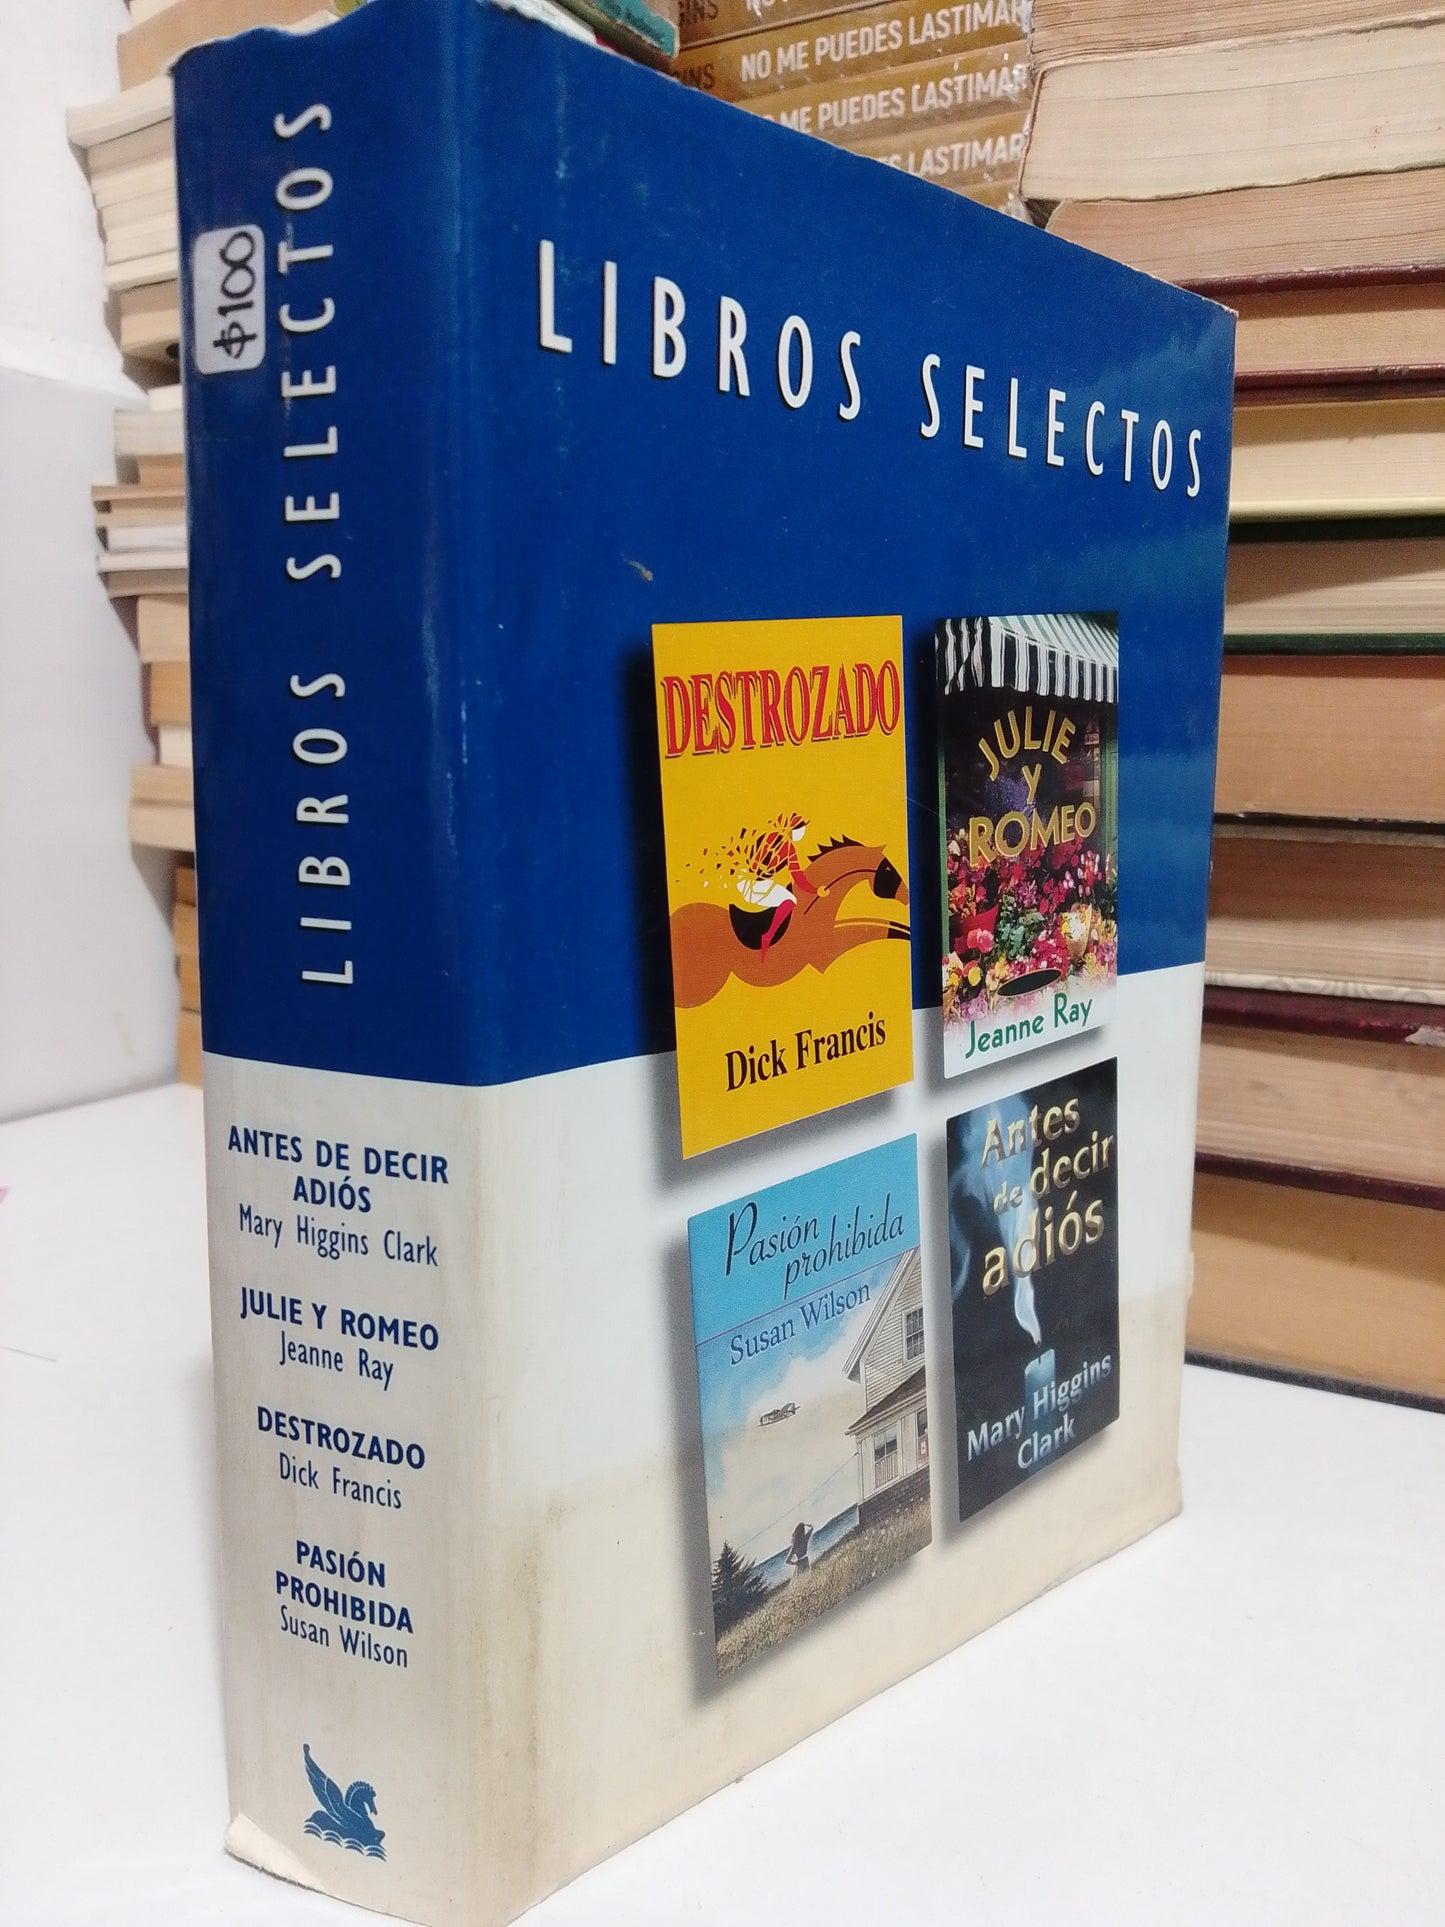 LIBROS SELECTOS
$100
ANTES DE DECIR
ADIÓS
Mary Higgins Clark
JULIE Y ROMEO
Jeanne Ray
DESTROZADO
Dick Francis
PASIÓN
PROHIBIDA
Susan Wilson
LIBROS SELECTOS
DESTROZADO
Dick Francis
JULIE
Y
ROMEO
Jeanne Ray
Pasión
prohibida
Susan Wilson
Antes
de decir
adiós
Mary Higgins
Clark
NO ME PUEDES LASTIMAR
ME PUEDES LASTIMAR
LASTIMAR